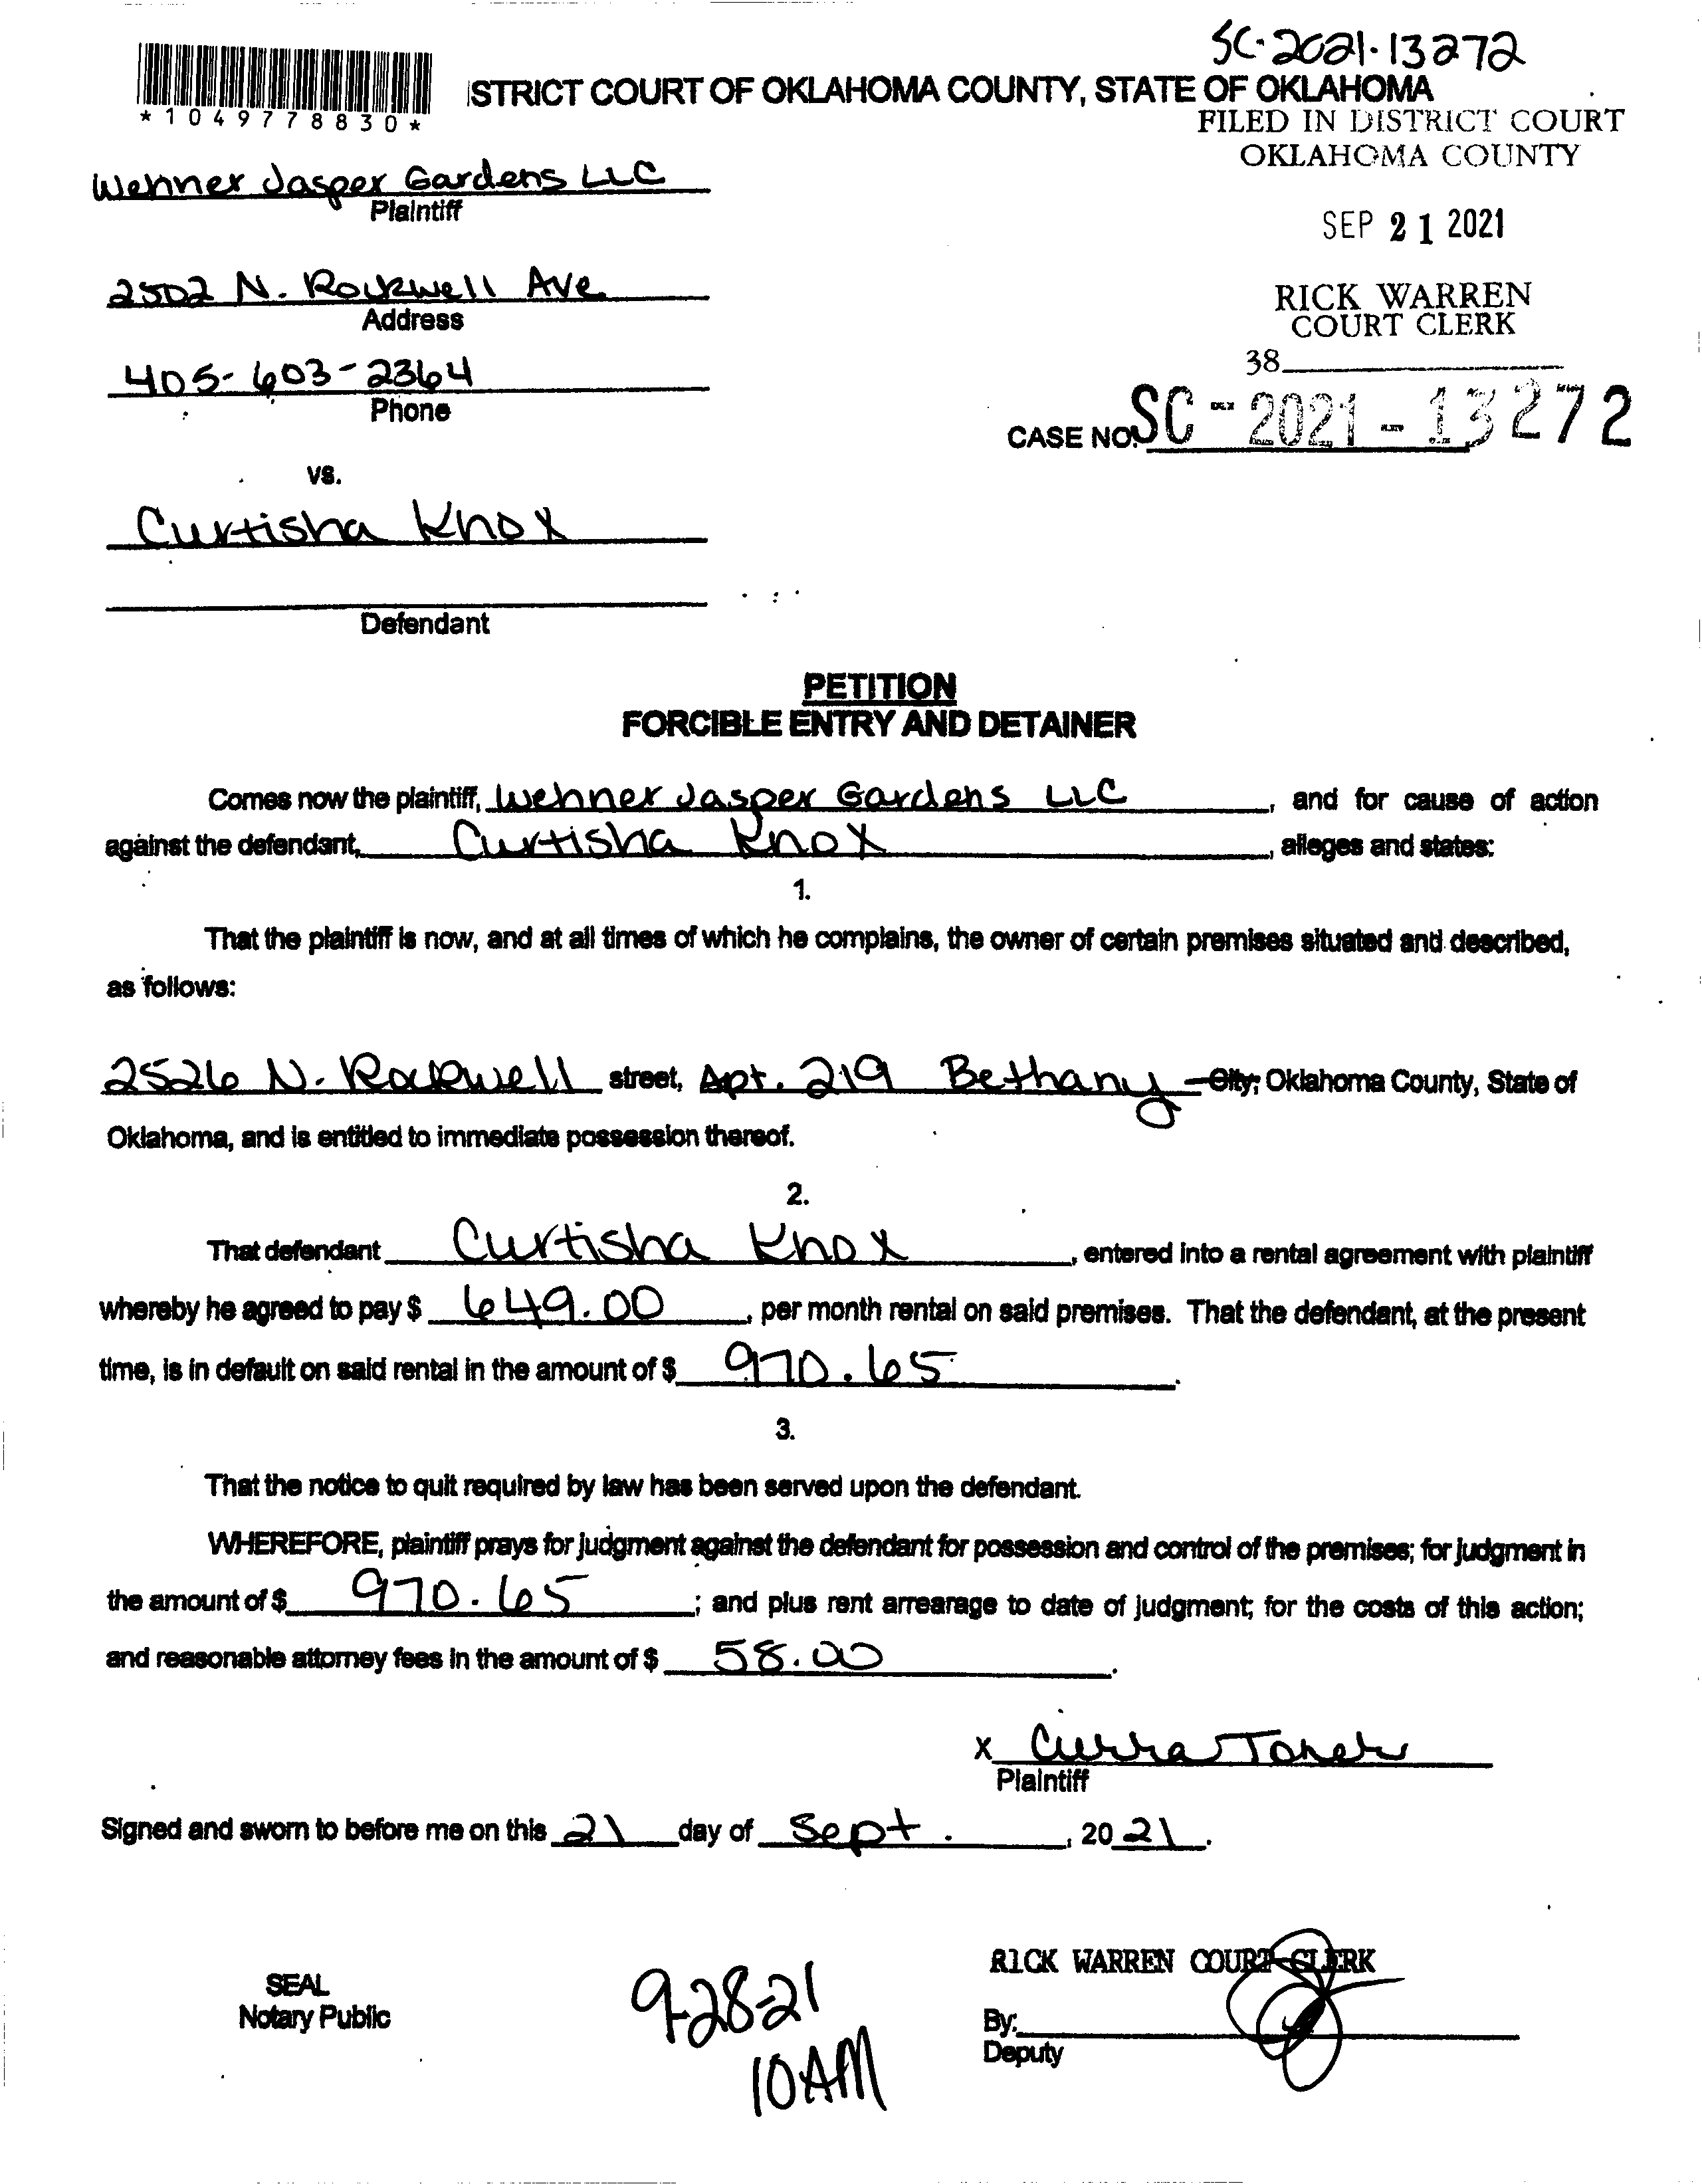 SC-2021-13272
*1049778830*
ISTRICT COURT OF OKLAHOMA COUNTY, STATE OF OKLAHOMA
FILED IN DISTRICT COURT
OKLAHOMA COUNTY
Wehner Jasper Gardens LLC
Plaintiff
SEP 21 2021
2502 N. Rockwell Ave
Address
RICK WARREN
COURT CLERK
405-603-2364
Phone
38
CASE NO. SC-2021-13272
vs.
Curtisha Knox
Defendant
PETITION
FORCIBLE ENTRY AND DETAINER
Comes now the plaintiff, Wehner Jasper Gardens LLC, and for cause of action
against the defendant, Curtisha Knox, alleges and states:
1.
That the plaintiff is now, and at all times of which he complains, the owner of certain premises situated and described,
as follows:
2526 N. Rockwell street, Apt. 219 Bethany City, Oklahoma County, State of
Oklahoma, and is entitled to immediate possession thereof.
2.
That defendant Curtisha Knox, entered into a rental agreement with plaintiff
whereby he agreed to pay $ 649.00, per month rental on said premises. That the defendant, at the present
time, is in default on said rental in the amount of $ 970.65.
3.
That the notice to quit required by law has been served upon the defendant.
WHEREFORE, plaintiff prays for judgment against the defendant for possession and control of the premises; for judgment in
the amount of $ 970.65; and plus rent arrearage to date of judgment; for the costs of this action;
and reasonable attorney fees in the amount of $ 58.00.
X
Plaintiff
Signed and sworn to before me on this 21 day of Sept., 2021.
RICK WARREN COURT CLERK
SEAL
Notary Public
9-28-21
10AM
By:
Deputy